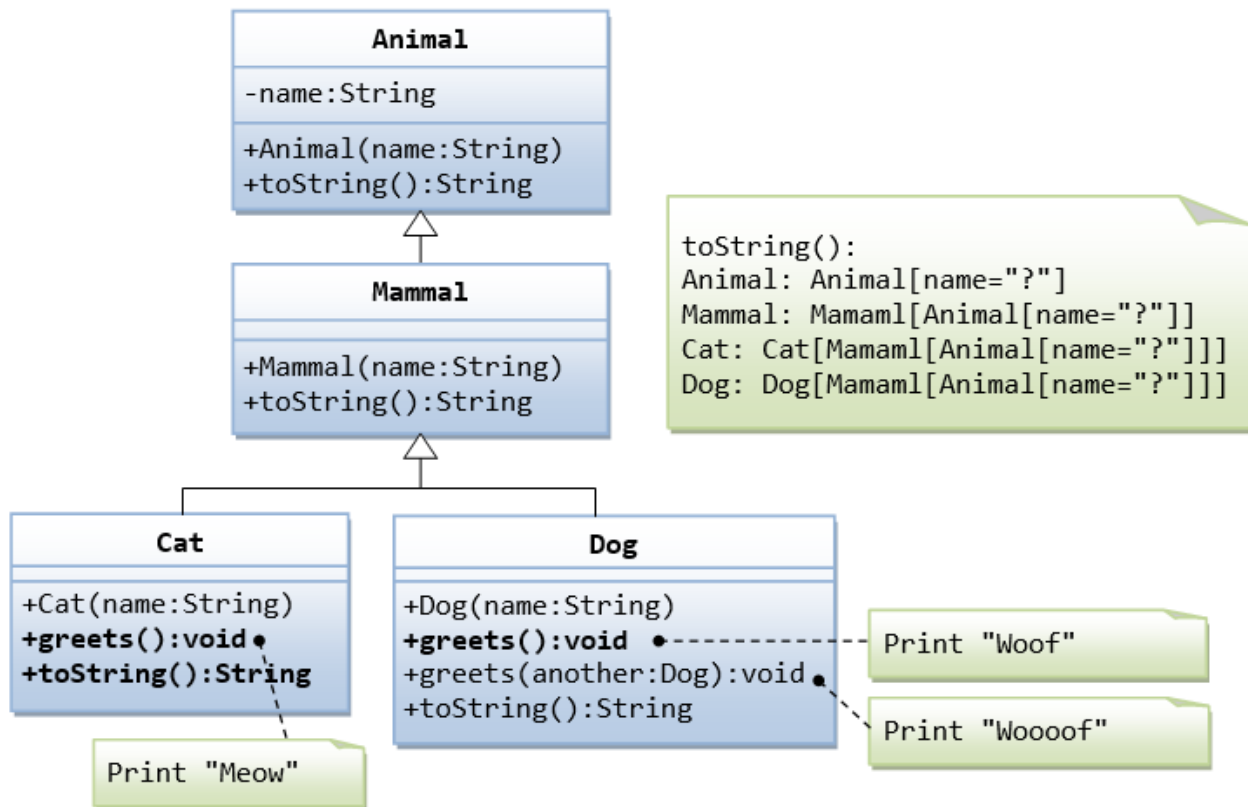 Animal
-name:String
+Animal(name:String)
+toString():String
toString():
Animal: Animal[name="?"]
Mammal: Mamaml[Animal[name="?"]]
Cat: Cat[Mamaml[Animal[name="?"]]]
Dog: Dog[Mamaml[Animal[name="?"]]]
Mammal
+Mammal(name:String)
+toString():String
Cat
+Cat(name:String)
+greets():void
+toString():String
Print "Meow"
Dog
+Dog(name:String)
+greets():void
+greets(another:Dog):void
+toString():String
Print "Woof"
Print "Woooof"